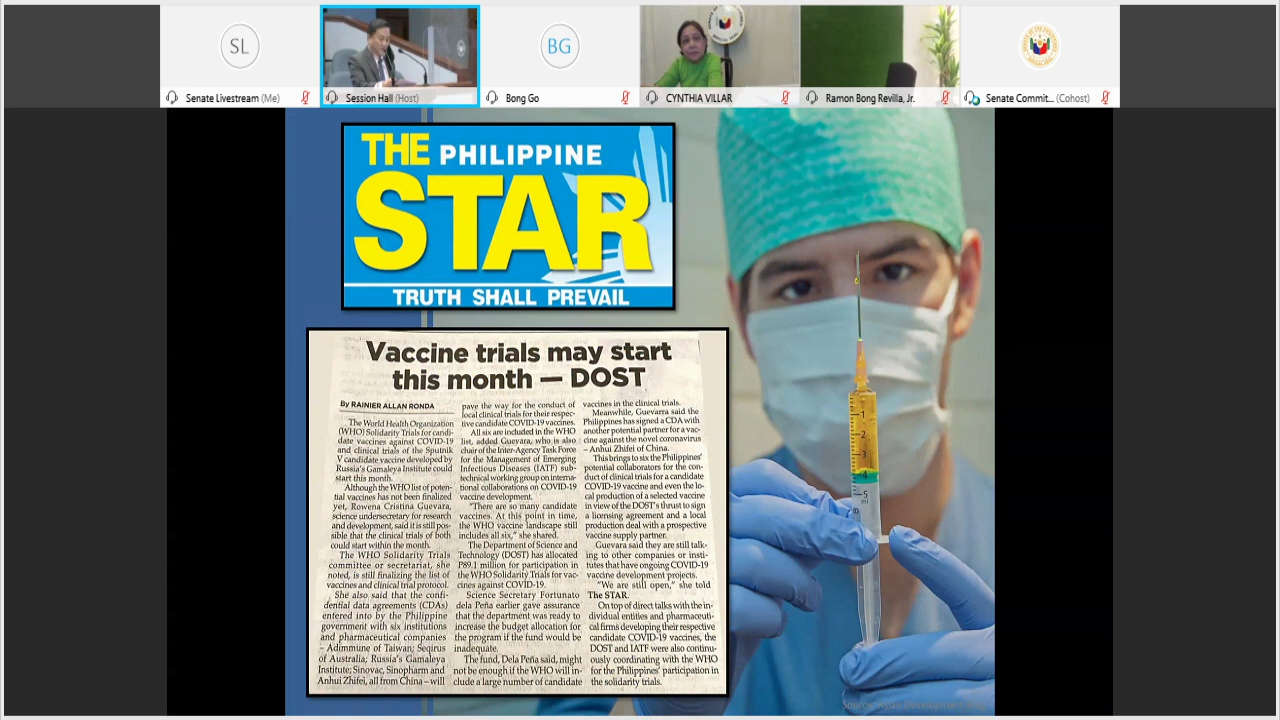 SL
BG
Senate Livestream (Me)
Session Hall (Host)
Bong Go
CYNTHIA VILLAR
Ramon Bong Revilla, Jr.
Senate Commit... (Cohost)
THE PHILIPPINE
STAR
TRUTH SHALL PREVAIL
Vaccine trials may start
this month — DOST
By RAINIER ALLAN RONDA
The World Health Organization
(WHO) Solidarity Trials for candi-
date vaccines against COVID-19
and clinical trials of the Sputnik
V candidate vaccine developed by
Russia's Gamaleya Institute could
start this month.
Although the WHO list of poten-
tial vaccines has not been finalized
yet, Rowena Cristina Guevara,
science undersecretary for research
and development, said it is still pos-
sible that the clinical trials of both
could start within the month.
The WHO Solidarity Trials
committee or secretariat, she
noted, is still finalizing the list of
vaccines and clinical trial protocol.
She also said that the confi-
dential data agreements (CDAs)
entered into by the Philippine
government with six institutions
and pharmaceutical companies
– Adimmune of Taiwan; Seqirus
of Australia; Russia's Gamaleya
Institute; Sinovac, Sinopharm and
Anhui Zhifei, all from China – will
pave the way for the conduct of
local clinical trials for their respec-
tive candidate COVID-19 vaccines.
All six are included in the WHO
list, added Guevara, who is also
chair of the Inter-Agency Task Force
for the Management of Emerging
Infectious Diseases (IATF) sub-
technical working group on interna-
tional collaborations on COVID-19
vaccine development.
"There are so many candidate
vaccines. At this point in time,
the WHO vaccine landscape still
includes all six," she shared.
The Department of Science and
Technology (DOST) has allocated
P89.1 million for participation in
the WHO Solidarity Trials for vac-
cines against COVID-19.
Science Secretary Fortunato
dela Peña earlier gave assurance
that the department was ready to
increase the budget allocation for
the program if the fund would be
inadequate.
The fund, Dela Peña said, might
not be enough if the WHO will in-
clude a large number of candidate
vaccines in the clinical trials.
Meanwhile, Guevarra said the
Philippines has signed a CDA with
another potential partner for a vac-
cine against the novel coronavirus
– Anhui Zhifei of China.
This brings to six the Philippines'
potential collaborators for the con-
duct of clinical trials for a candidate
COVID-19 vaccine and even the lo-
cal production of a selected vaccine
in view of the DOST's thrust to sign
a licensing agreement and a local
production deal with a prospective
vaccine supply partner.
Guevara said they are still talk-
ing to other companies or insti-
tutes that have ongoing COVID-19
vaccine development projects.
"We are still open," she told
The STAR.
On top of direct talks with the in-
dividual entities and pharmaceuti-
cal firms developing their respective
candidate COVID-19 vaccines, the
DOST and IATF were also continu-
ously coordinating with the WHO
for the Philippines' participation in
the solidarity trials.
1
2
3
4
5
ml
Source: Asian Development Blog